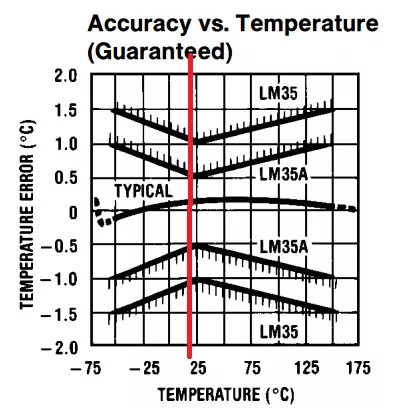 Accuracy vs. Temperature
(Guaranteed)
2.0
LM35
1.5
1.0
0.5
LM35A
TYPICAL
0
TEMPERATURE ERROR (°C)
−0.5
LM35A
−1.0
−1.5
LM35
−2.0
−75 −25 25 75 125 175
TEMPERATURE (°C)